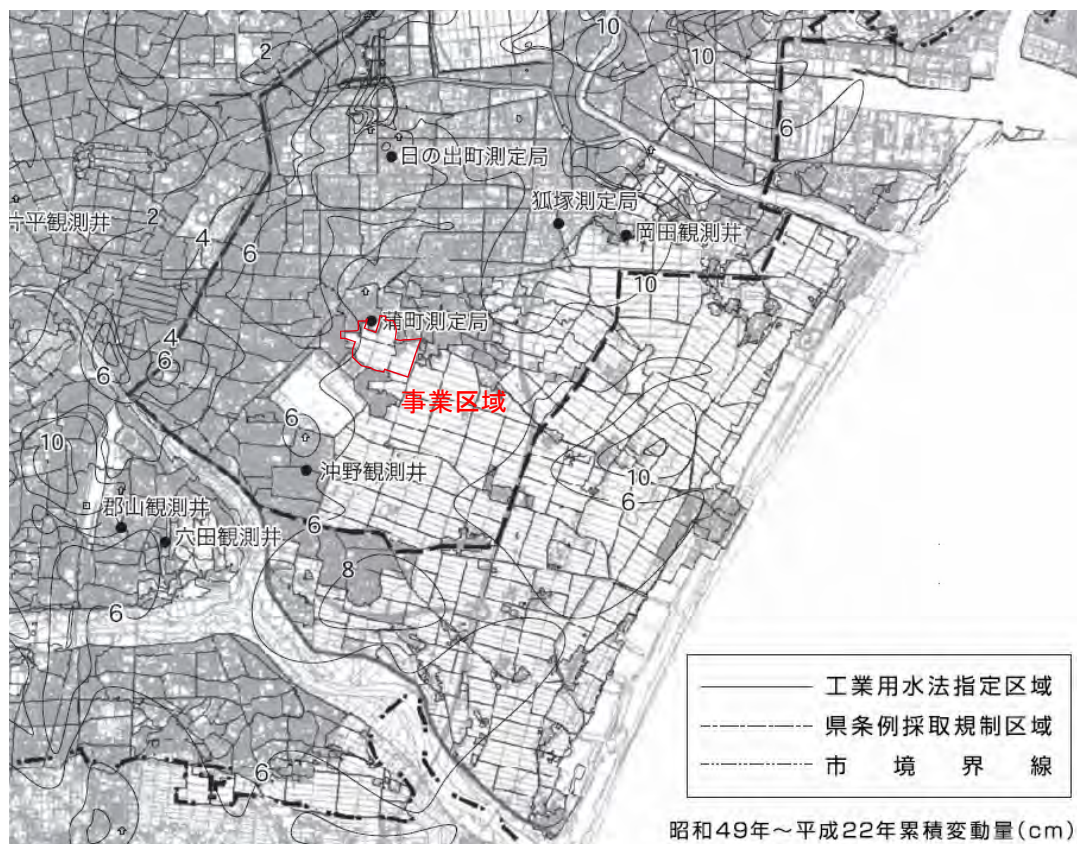 10
2
10
6
日の出町測定局
狐塚測定局
岡田観測井
平観測井
2
4
6
10
蒲町測定局
4
6
6
事業区域
6
10
10
沖野観測井
6
郡山観測井
6
穴田観測井
8
6
6
工業用水法指定区域
県条例採取規制区域
市境界線
昭和49年〜平成22年累積変動量(cm)